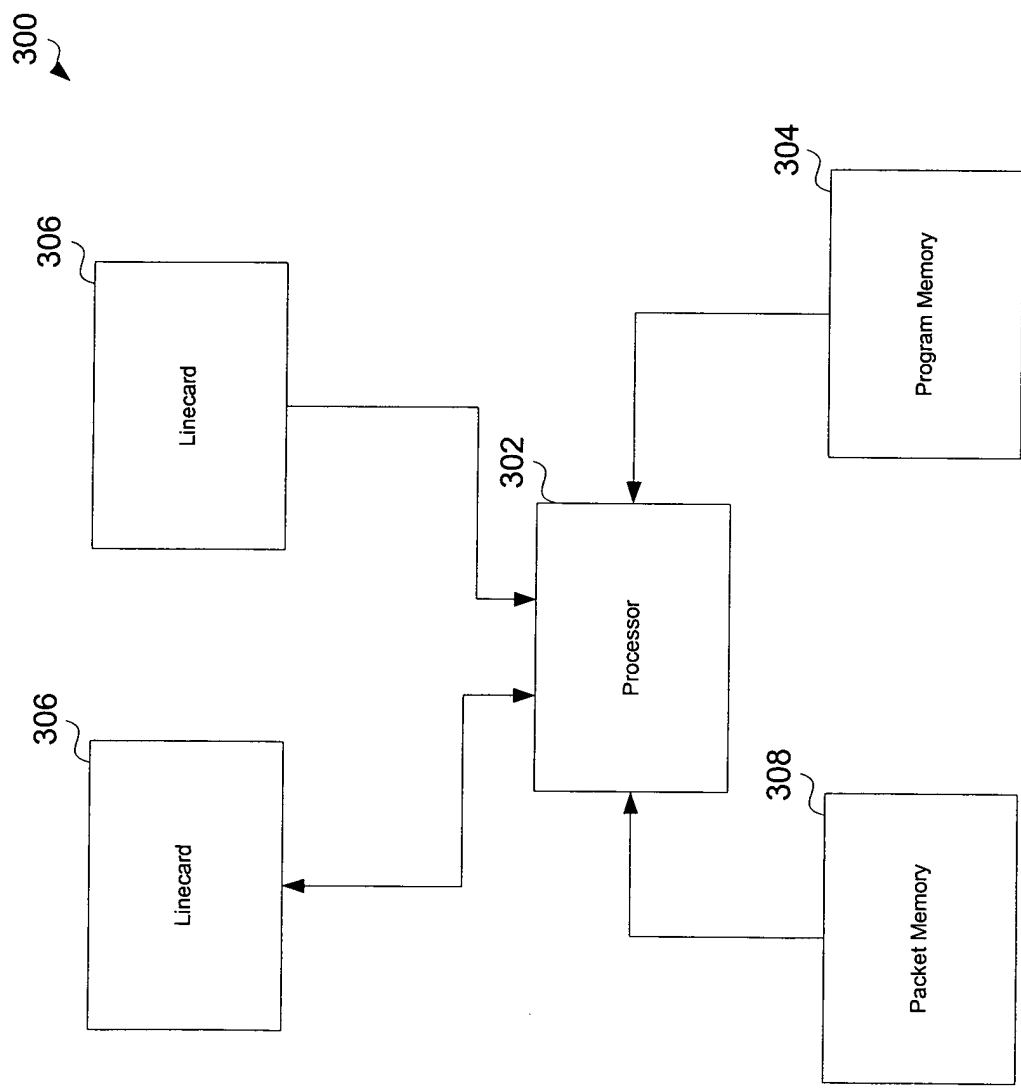 300
306
Linecard
306
Linecard
302
Processor
304
Program Memory
308
Packet Memory